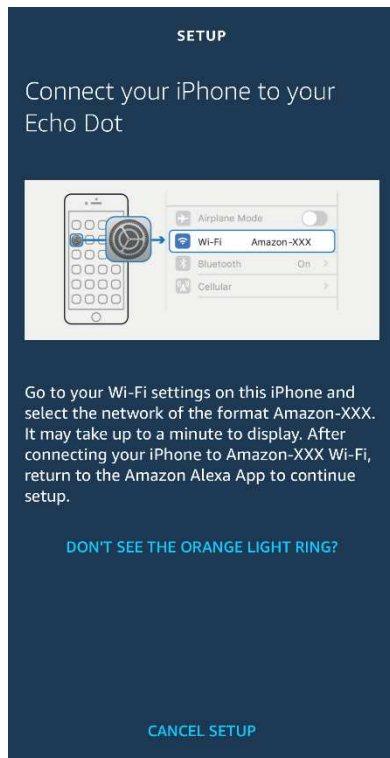 SETUP
Connect your iPhone to your
Echo Dot
Airplane Mode
Wi-Fi Amazon-XXX
Bluetooth On
Cellular
Go to your Wi-Fi settings on this iPhone and
select the network of the format Amazon-XXX.
It may take up to a minute to display. After
connecting your iPhone to Amazon-XXX Wi-Fi,
return to the Amazon Alexa App to continue
setup.
DON'T SEE THE ORANGE LIGHT RING?
CANCEL SETUP